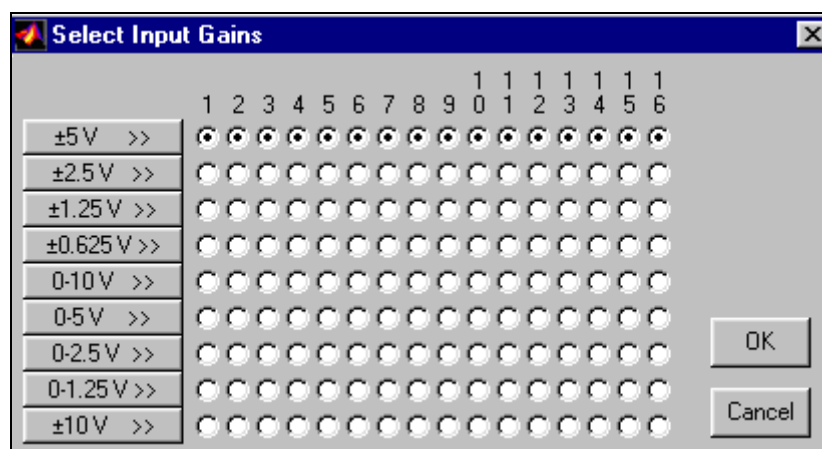 Select Input Gains
1 2 3 4 5 6 7 8 9 10 11 12 13 14 15 16
±5 V >>
±2.5 V >>
±1.25 V >>
±0.625 V >>
0-10 V >>
0-5 V >>
0-2.5 V >>
0-1.25 V >>
±10 V >>
OK
Cancel